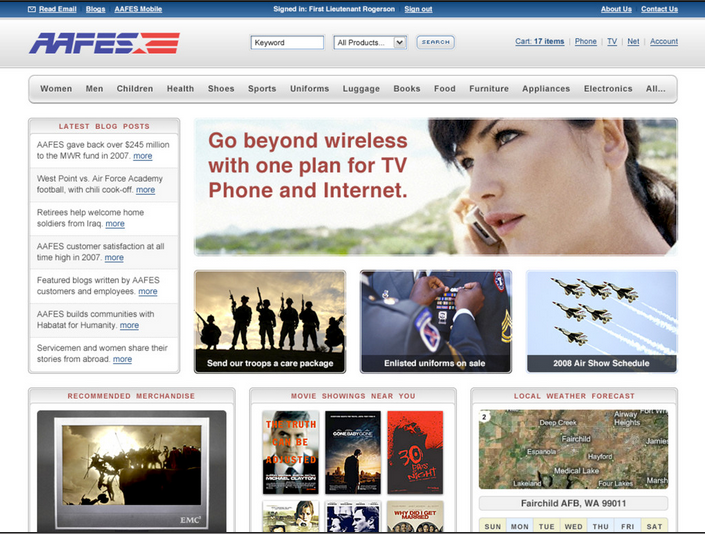 Read Email | Blogs | AAFES Mobile
Signed in: First Lieutenant Rogerson | Sign out
About Us | Contact Us
AAFES
Keyword
All Products...
SEARCH
Cart: 17 items | Phone | TV | Net | Account
Women Men Children Health Shoes Sports Uniforms Luggage Books Food Furniture Appliances Electronics All...
LATEST BLOG POSTS
AAFES gave back over $245 million
to the MWR fund in 2007. more
West Point vs. Air Force Academy
football, with chili cook-off. more
Retirees help welcome home
soldiers from Iraq. more
AAFES customer satisfaction at all
time high in 2007. more
Featured blogs written by AAFES
customers and employees. more
AAFES builds communities with
Habatat for Humanity. more
Servicemen and women share their
stories from abroad. more
Go beyond wireless
with one plan for TV
Phone and Internet.
Send our troops a care package
Enlisted uniforms on sale
2008 Air Show Schedule
RECOMMENDED MERCHANDISE
EMC²
MOVIE SHOWINGS NEAR YOU
THE TRUTH
CAN BE
ADJUSTED
MICHAEL CLAYTON
GONE BABY GONE
30
DAYS
NIGHT
WHY DID I GET
MARRIED
LOCAL WEATHER FORECAST
2
Deep Creek
Airway
Heights
Fort Wri
Fairchild
Jamies
Espanola
Hayford
Medical Lake
Lakeland
Four Lakes
Marsh
Fairchild AFB, WA 99011
SUN MON TUE WED THU FRI SAT